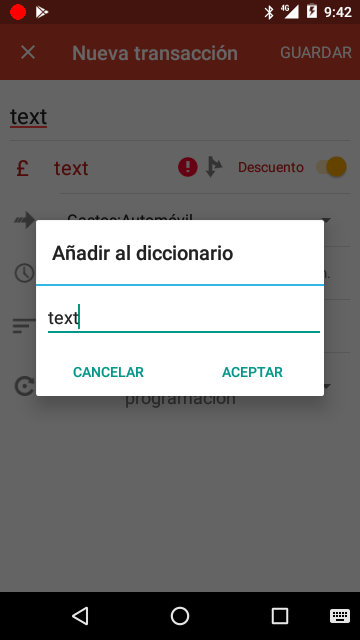 4G 9:42
Nueva transacción GUARDAR
text
£ text Descuento
Gastos:Automóvil
Añadir al diccionario
text
CANCELAR ACEPTAR
programación